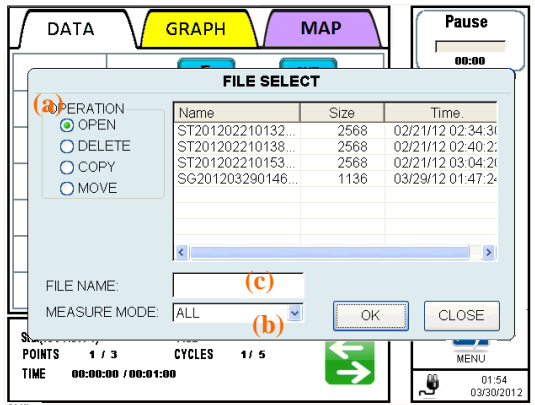 DATA GRAPH MAP
Pause
00:00
FILE SELECT
(a)
OPERATION
OPEN
DELETE
COPY
MOVE
Name Size Time.
ST201202210132... 2568 02/21/12 02:34:3
ST201202210138... 2568 02/21/12 02:40:2
ST201202210153... 2568 02/21/12 03:04:2
SG201203290146... 1136 03/29/12 01:47:2
FILE NAME:
(c)
MEASURE MODE: ALL
(b)
OK CLOSE
POINTS 1 / 3 CYCLES 1 / 5
TIME 00:00:00 / 00:01:00
MENU
01:54
03/30/2012